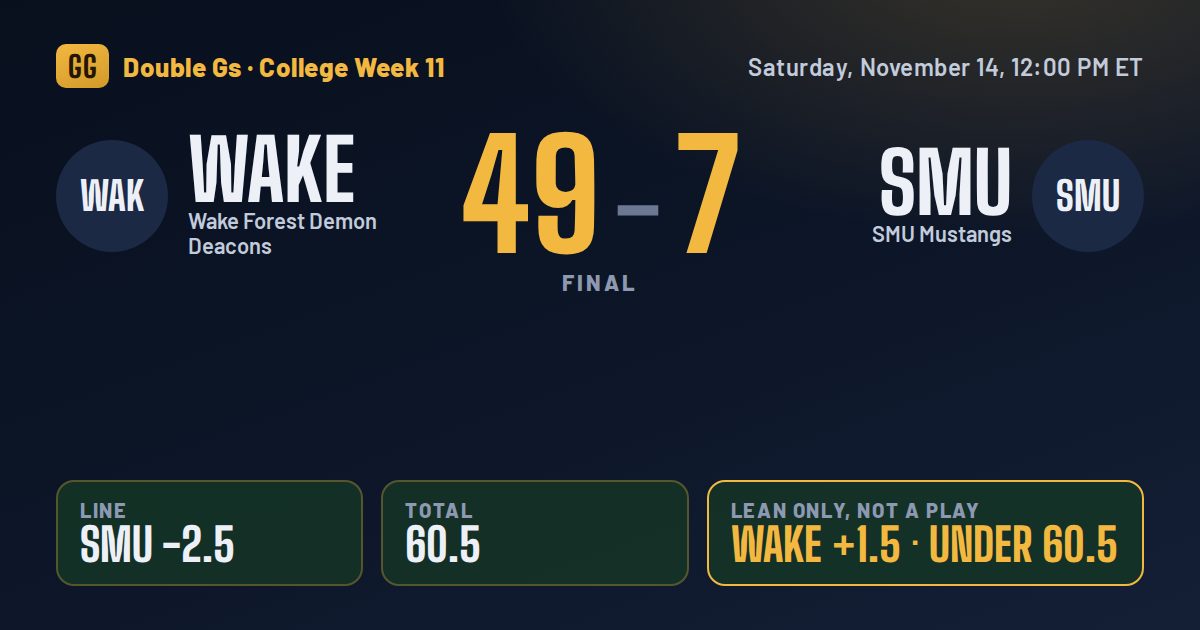 GG
Double Gs · College Week 11
Saturday, November 14, 12:00 PM ET
WAK
WAKE
Wake Forest Demon
Deacons
49 – 7
FINAL
SMU
SMU Mustangs
SMU
LINE
SMU −2.5
TOTAL
60.5
LEAN ONLY, NOT A PLAY
WAKE +1.5 · UNDER 60.5